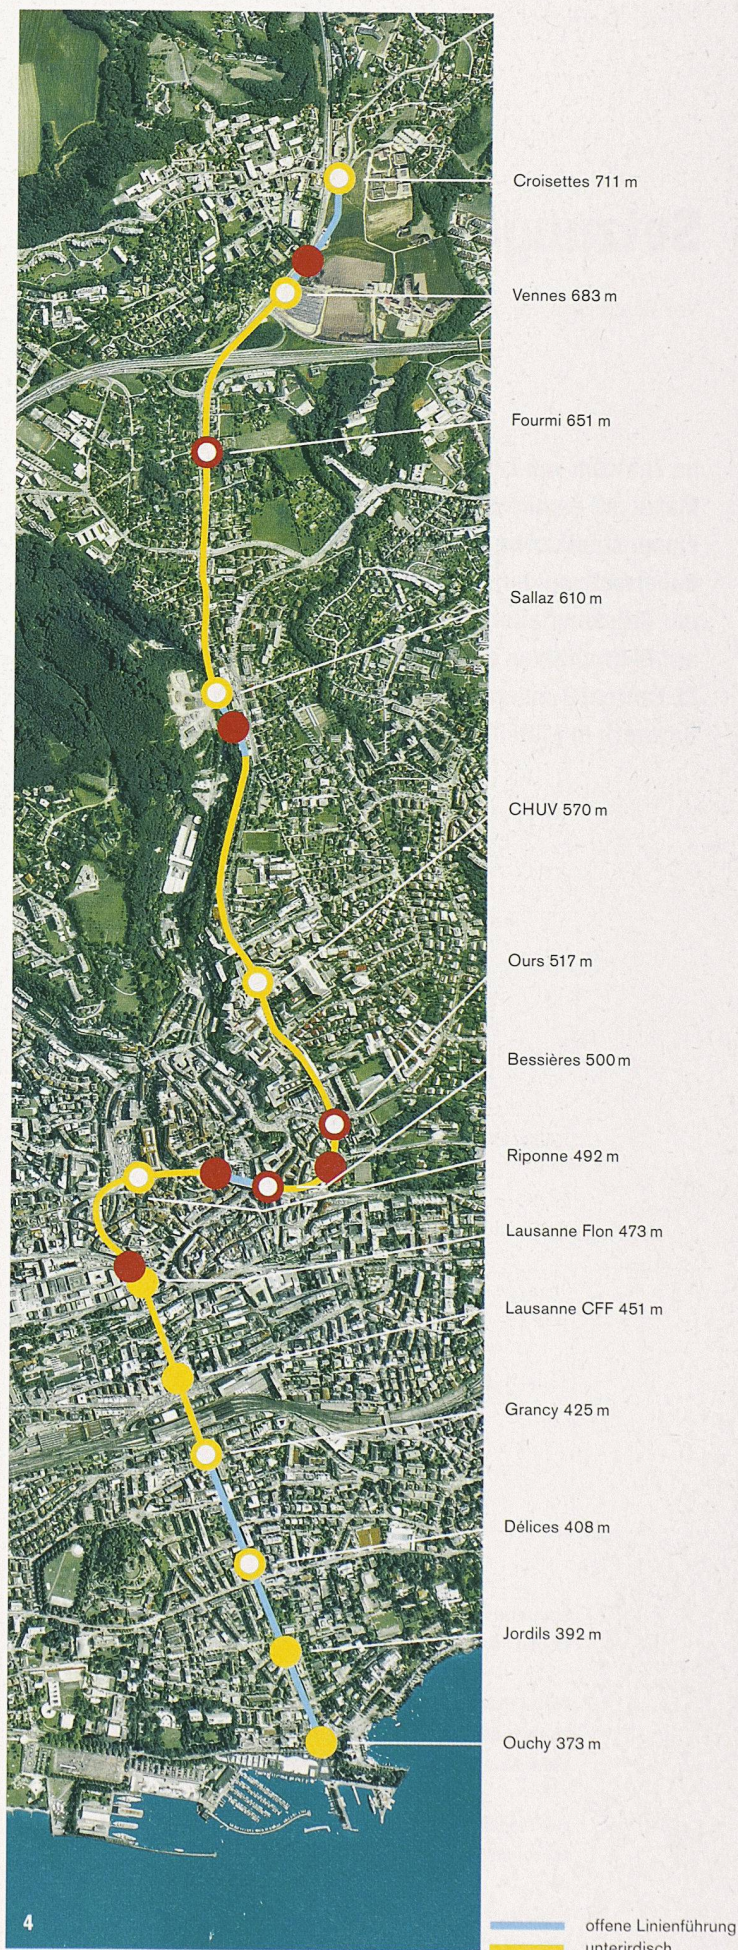 Croisettes 711 m
Vennes 683 m
Fourmi 651 m
Sallaz 610 m
CHUV 570 m
Ours 517 m
Bessières 500 m
Riponne 492 m
Lausanne Flon 473 m
Lausanne CFF 451 m
Grancy 425 m
Délices 408 m
Jordils 392 m
Ouchy 373 m
4
offene Linienführung
unterirdisch